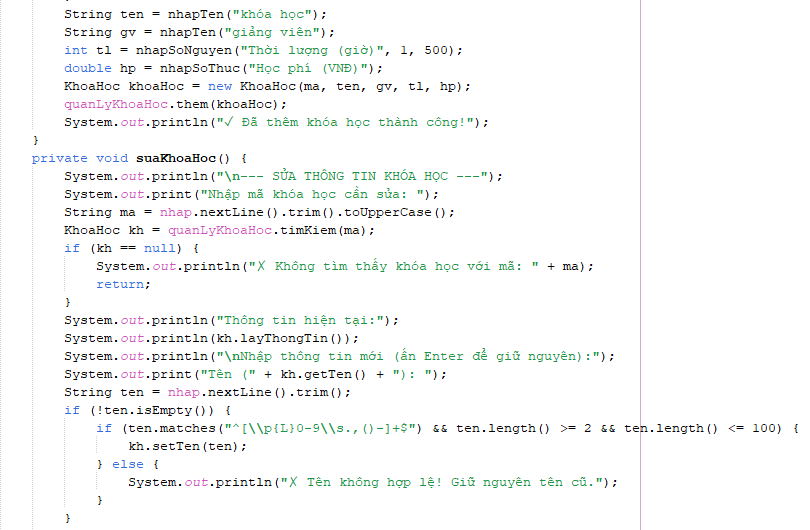 String ten = nhapTen("khóa học");
String gv = nhapTen("giảng viên");
int tl = nhapSoNguyen("Thời lượng (giờ)", 1, 500);
double hp = nhapSoThuc("Học phí (VNĐ)");
KhoaHoc khoaHoc = new KhoaHoc(ma, ten, gv, tl, hp);
quanLyKhoaHoc.them(khoaHoc);
System.out.println("✓ Đã thêm khóa học thành công!");
}
private void suaKhoaHoc() {
System.out.println("\n--- SỬA THÔNG TIN KHÓA HỌC ---");
System.out.print("Nhập mã khóa học cần sửa: ");
String ma = nhap.nextLine().trim().toUpperCase();
KhoaHoc kh = quanLyKhoaHoc.timKiem(ma);
if (kh == null) {
System.out.println("✗ Không tìm thấy khóa học với mã: " + ma);
return;
}
System.out.println("Thông tin hiện tại:");
System.out.println(kh.layThongTin());
System.out.println("\nNhập thông tin mới (ấn Enter để giữ nguyên):");
System.out.print("Tên (" + kh.getTen() + "): ");
String ten = nhap.nextLine().trim();
if (!ten.isEmpty()) {
if (ten.matches("^[\\p{L}0-9\\s.,()-]+$") && ten.length() >= 2 && ten.length() <= 100) {
kh.setTen(ten);
} else {
System.out.println("✗ Tên không hợp lệ! Giữ nguyên tên cũ.");
}
}